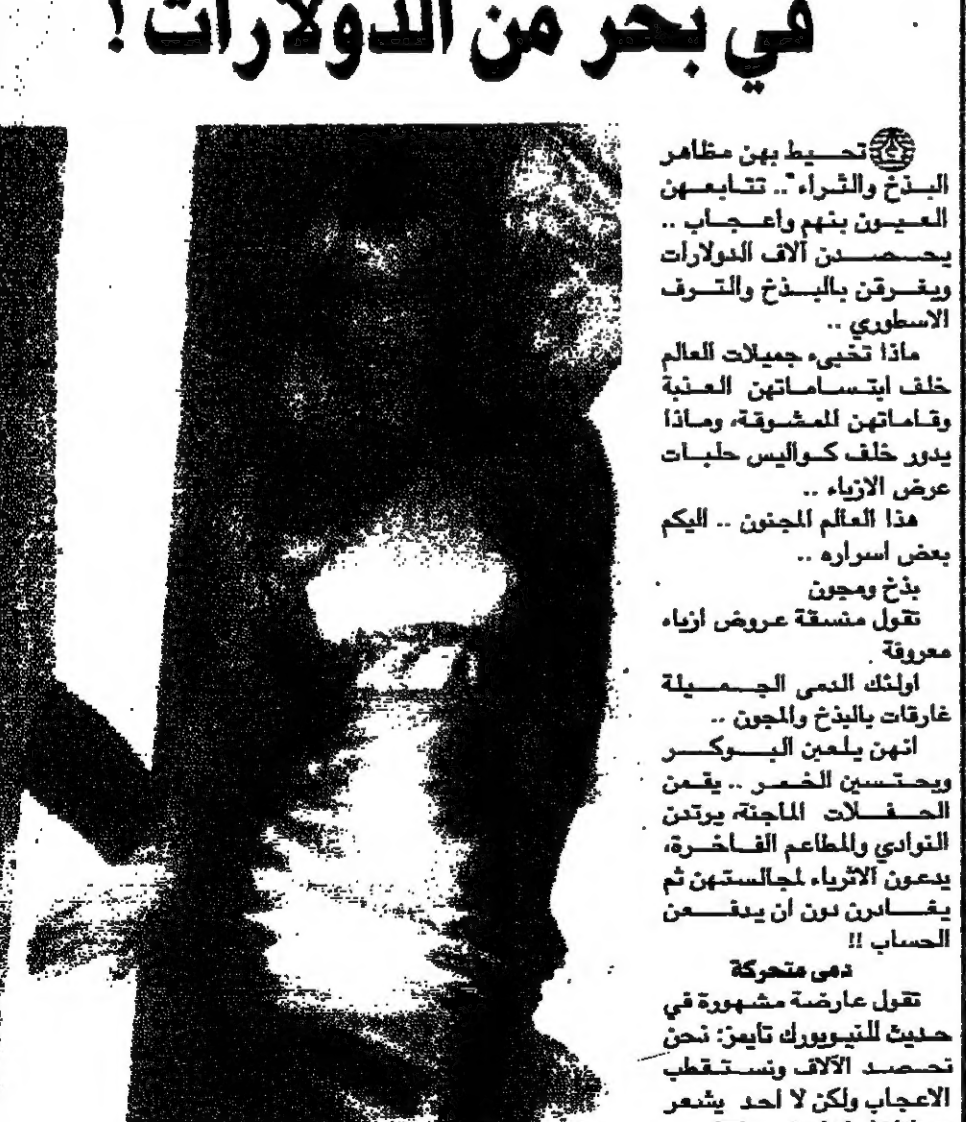 في بحر من الدولارات !
تحيط بهن مظاهر
البذخ والثراء".. تتابعهن
العيون بنهم واعجاب ..
يحصدن آلاف الدولارات
ويغرقن بالبذخ والترف
الاسطوري ..
ماذا تخبىء جميلات العالم
خلف ابتساماتهن العذبة
وقاماتهن الممشوقة، وماذا
يدور خلف كواليس حلبات
عرض الازياء ..
هذا العالم المجنون .. اليكم
بعض اسراره ..
بذخ ومجون
تقول منسقة عروض ازياء
معروفة .
اولئك الدمى الجميلة
غارقات بالبذخ والمجون ..
انهن يلعبن البوكر
ويحتسين الخمر .. يقمن
الحفلات الماجنة، يرتدن
النوادي والمطاعم الفاخرة،
يدعون الاثرياء لمجالستهن ثم
يغادرن دون ان يدفعن
الحساب !!
دمى متحركة
تقول عارضة مشهورة في
حديث للنيويورك تايمز: نحن
نحصد الآلاف ونستقطب
الاعجاب ولكن لا احد يشعر